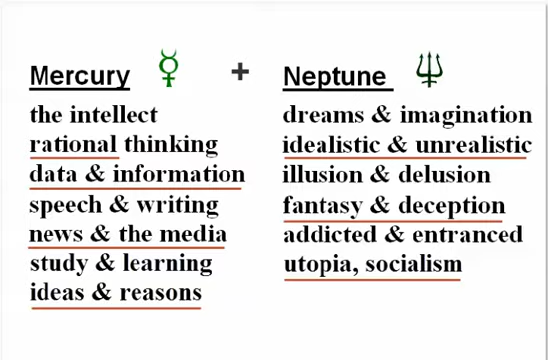 Mercury ☿ + Neptune ♆
the intellect
rational thinking
data & information
speech & writing
news & the media
study & learning
ideas & reasons
dreams & imagination
idealistic & unrealistic
illusion & delusion
fantasy & deception
addicted & entranced
utopia, socialism